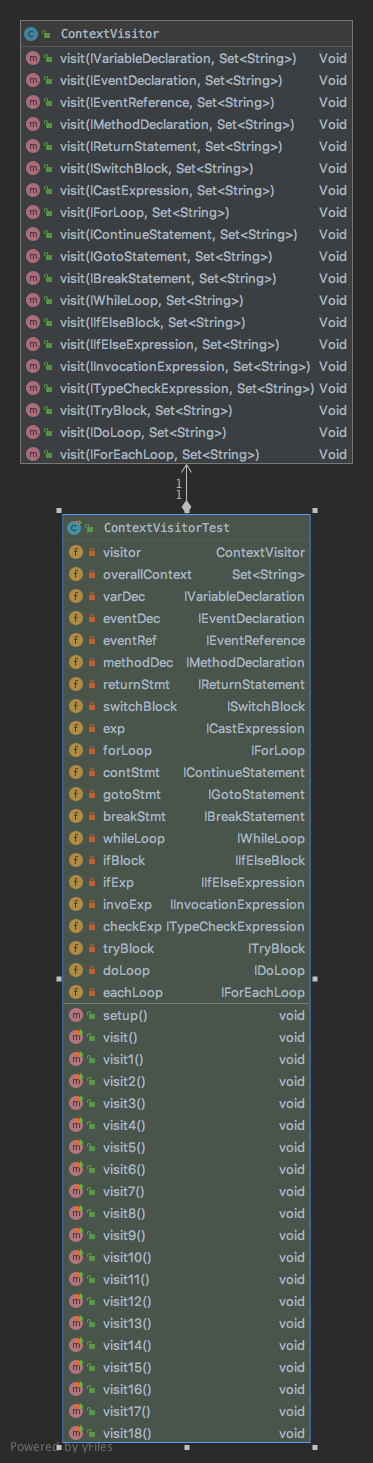 ContextVisitor
visit(IVariableDeclaration, Set<String>) Void
visit(IEventDeclaration, Set<String>) Void
visit(IEventReference, Set<String>) Void
visit(IMethodDeclaration, Set<String>) Void
visit(IReturnStatement, Set<String>) Void
visit(ISwitchBlock, Set<String>) Void
visit(ICastExpression, Set<String>) Void
visit(IForLoop, Set<String>) Void
visit(IContinueStatement, Set<String>) Void
visit(IGotoStatement, Set<String>) Void
visit(IBreakStatement, Set<String>) Void
visit(IWhileLoop, Set<String>) Void
visit(IIfElseBlock, Set<String>) Void
visit(IIfElseExpression, Set<String>) Void
visit(IInvocationExpression, Set<String>) Void
visit(ITypeCheckExpression, Set<String>) Void
visit(ITryBlock, Set<String>) Void
visit(IDoLoop, Set<String>) Void
visit(IForEachLoop, Set<String>) Void
1
1
ContextVisitorTest
visitor ContextVisitor
overallContext Set<String>
varDec IVariableDeclaration
eventDec IEventDeclaration
eventRef IEventReference
methodDec IMethodDeclaration
returnStmt IReturnStatement
switchBlock ISwitchBlock
exp ICastExpression
forLoop IForLoop
contStmt IContinueStatement
gotoStmt IGotoStatement
breakStmt IBreakStatement
whileLoop IWhileLoop
ifBlock IIfElseBlock
ifExp IIfElseExpression
invoExp IInvocationExpression
checkExp ITypeCheckExpression
tryBlock ITryBlock
doLoop IDoLoop
eachLoop IForEachLoop
setup() void
visit() void
visit1() void
visit2() void
visit3() void
visit4() void
visit5() void
visit6() void
visit7() void
visit8() void
visit9() void
visit10() void
visit11() void
visit12() void
visit13() void
visit14() void
visit15() void
visit16() void
visit17() void
visit18() void
Powered by yFiles